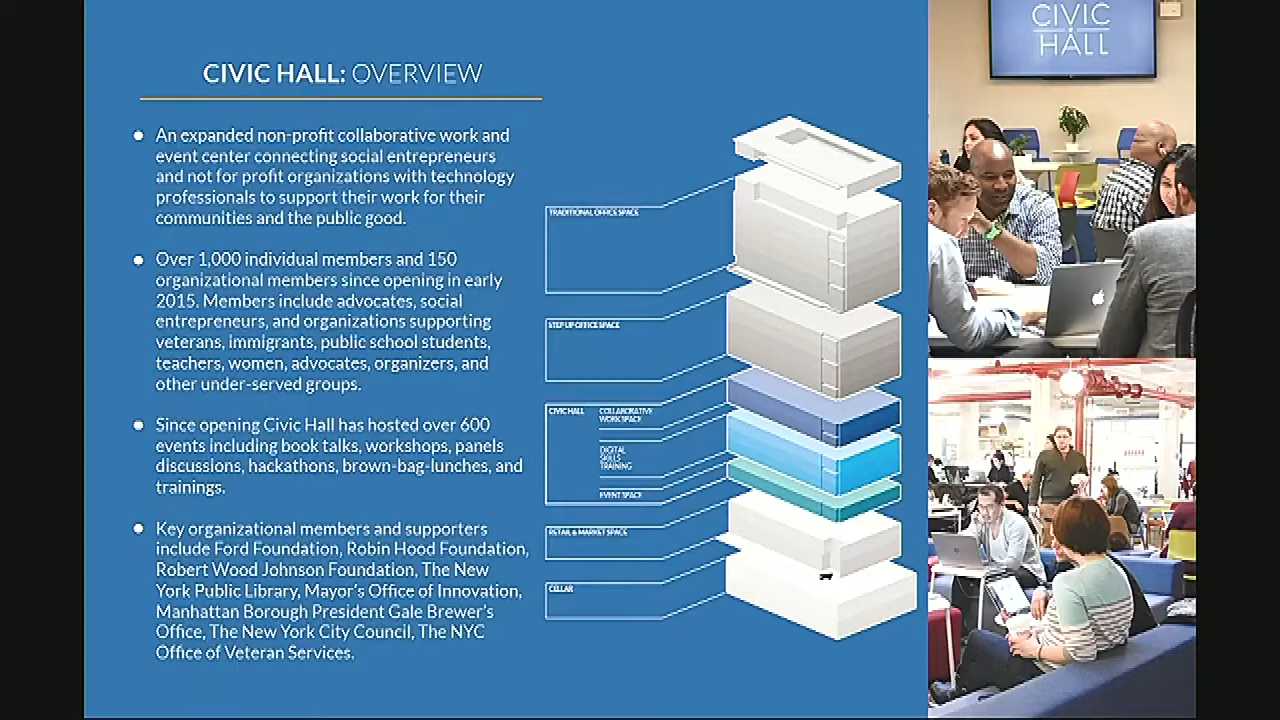 CIVIC HALL: OVERVIEW
An expanded non-profit collaborative work and
event center connecting social entrepreneurs
and not for profit organizations with technology
professionals to support their work for their
communities and the public good.
Over 1,000 individual members and 150
organizational members since opening in early
2015. Members include advocates, social
entrepreneurs, and organizations supporting
veterans, immigrants, public school students,
teachers, women, advocates, organizers, and
other under-served groups.
Since opening Civic Hall has hosted over 600
events including book talks, workshops, panels
discussions, hackathons, brown-bag-lunches, and
trainings.
Key organizational members and supporters
include Ford Foundation, Robin Hood Foundation,
Robert Wood Johnson Foundation, The New
York Public Library, Mayor's Office of Innovation,
Manhattan Borough President Gale Brewer's
Office, The New York City Council, The NYC
Office of Veteran Services.
TRADITIONAL OFFICE SPACE
STEP UP OFFICE SPACE
CIVIC HALL
COLLABORATIVE
WORK SPACE
DIGITAL
SKILLS
TRAINING
EVENT SPACE
RETAIL & MARKET SPACE
CELLAR
CIVIC
HALL